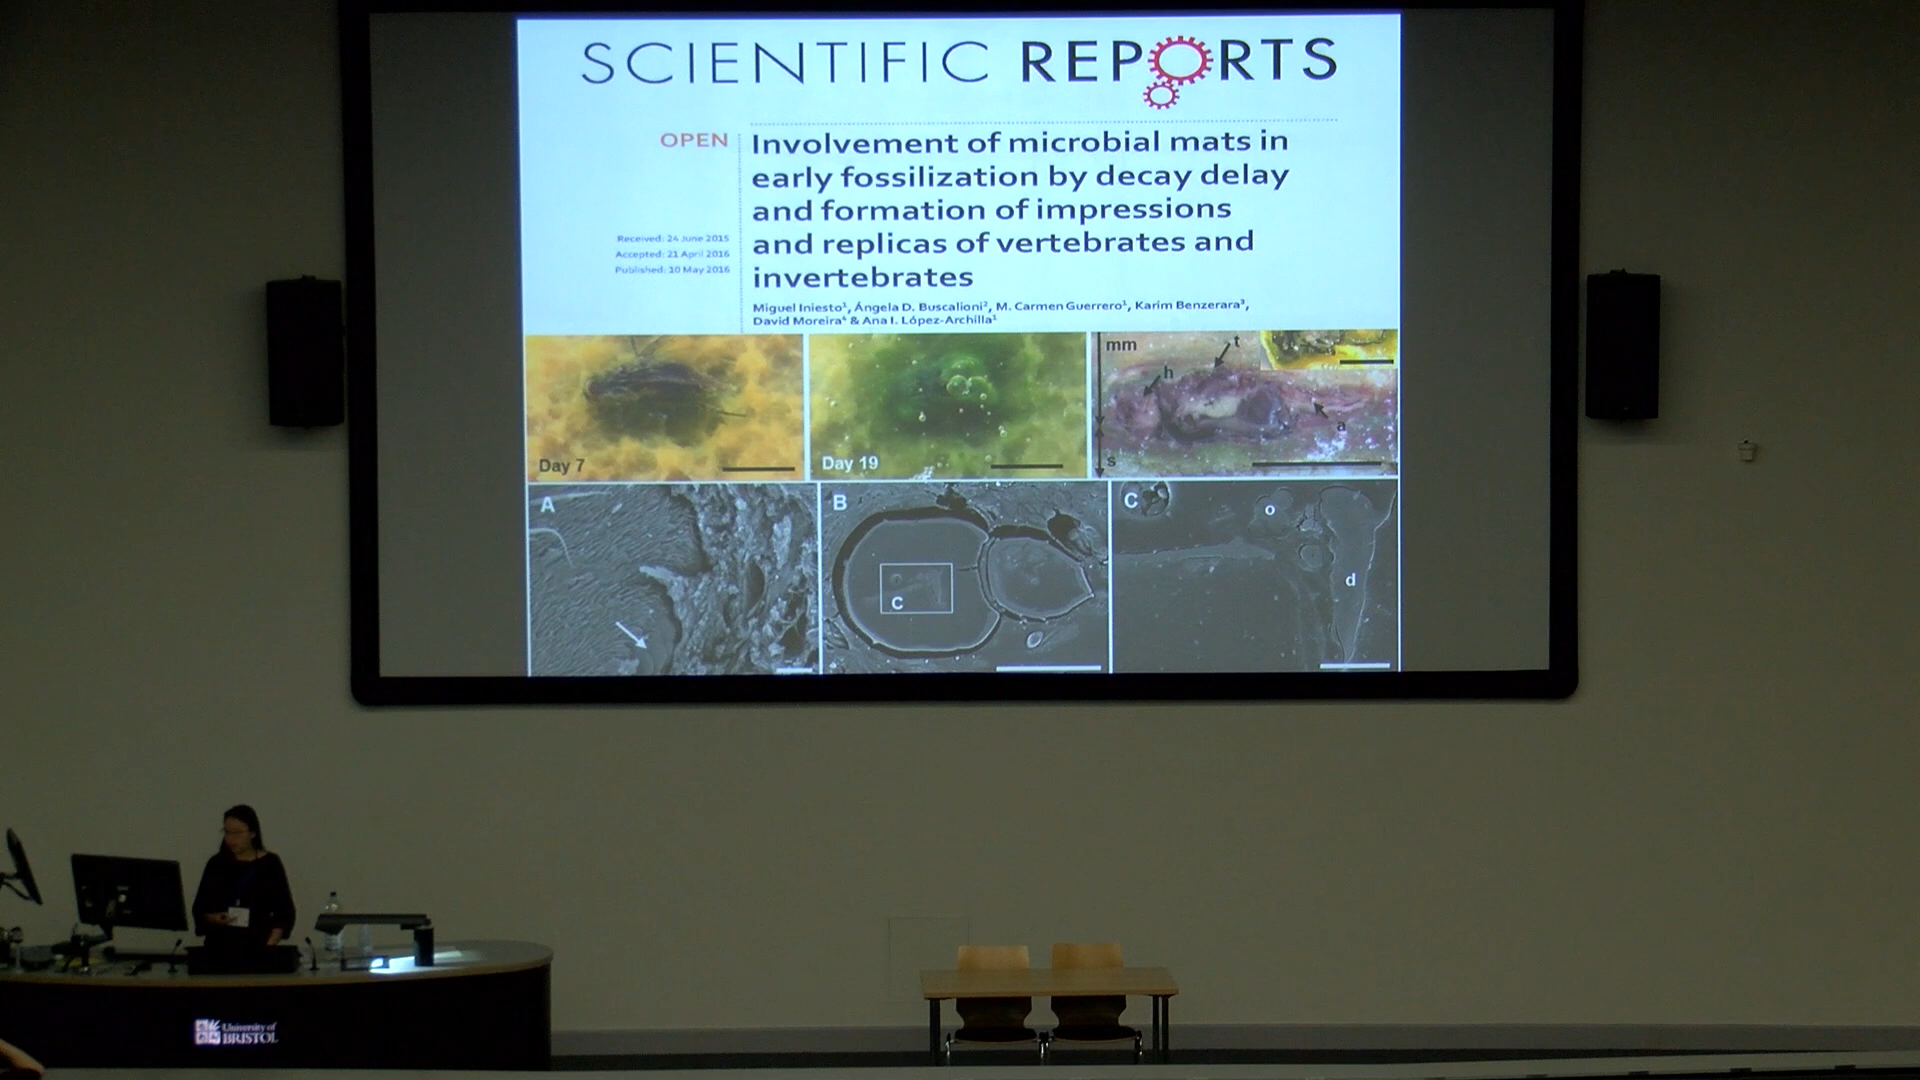 SCIENTIFIC REPORTS
OPEN
Involvement of microbial mats in
early fossilization by decay delay
and formation of impressions
and replicas of vertebrates and
invertebrates
Received: 24 June 2015
Accepted: 21 April 2016
Published: 10 May 2016
Miguel Iniesto¹, Ángela D. Buscalioni², M. Carmen Guerrero¹, Karim Benzerara³,
David Moreira⁴ & Ana I. López-Archilla¹
Day 7
Day 19
mm
h
t
a
s
A
B
C
C
o
d
University of
BRISTOL